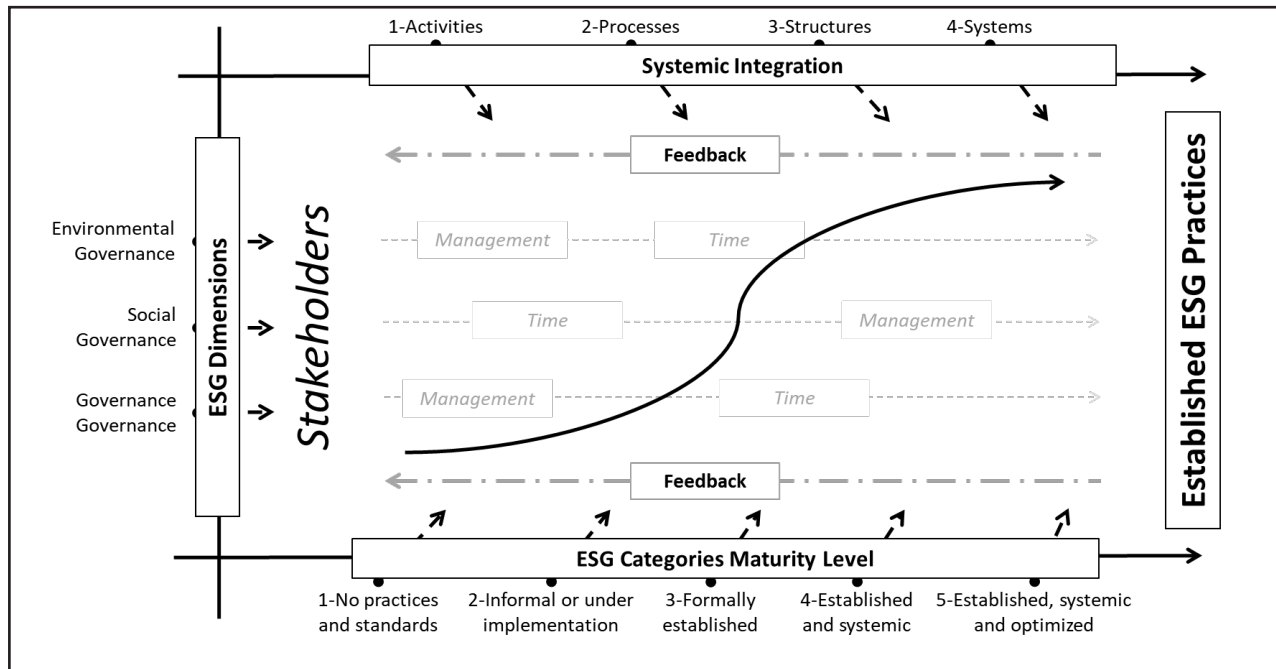 1-Activities
2-Processes
3-Structures
4-Systems
Systemic Integration
Feedback
Environmental
Governance
Social
Governance
Governance
Governance
ESG Dimensions
Stakeholders
Management
Time
Time
Management
Management
Time
Established ESG Practices
Feedback
ESG Categories Maturity Level
1-No practices
and standards
2-Informal or under
implementation
3-Formally
established
4-Established
and systemic
5-Established, systemic
and optimized